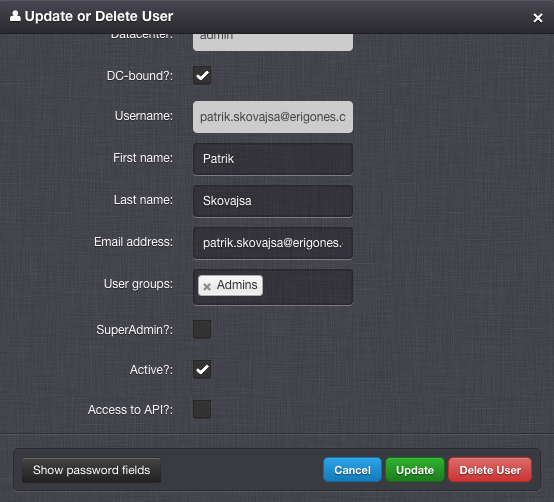 Update or Delete User
Datacenter: admin
DC-bound?:
Username: patrik.skovajsa@erigones.c
First name: Patrik
Last name: Skovajsa
Email address: patrik.skovajsa@erigones.
User groups: Admins
SuperAdmin?:
Active?:
Access to API?:
Show password fields Cancel Update Delete User